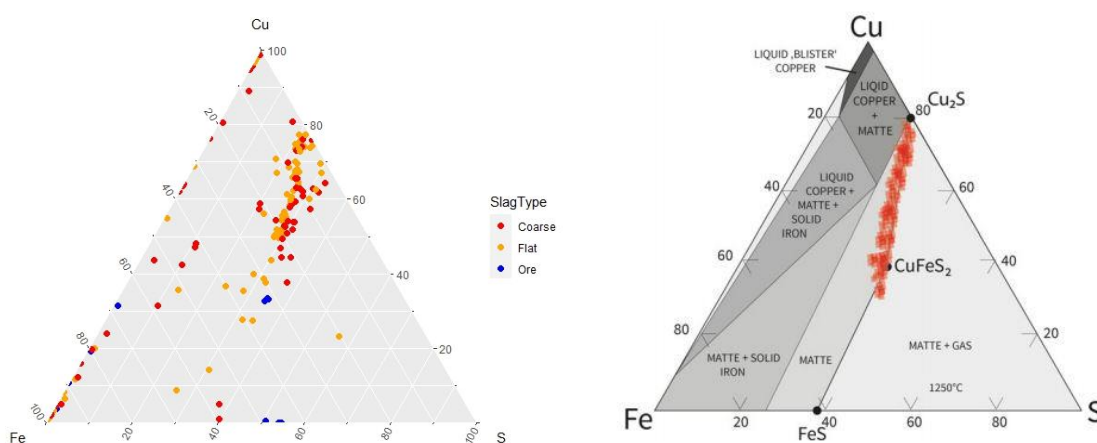 Cu
100
20
80
40
60
60
40
80
20
100
Fe
20
40
60
80
100
S
SlagType
Coarse
Flat
Ore
Cu
LIQUID ‚BLISTER'
COPPER
LIQID
COPPER
+
MATTE
Cu₂S
20
80
LIQUID
COPPER +
MATTE +
SOLID
IRON
40
60
60
CuFeS₂
40
80
20
MATTE + SOLID
IRON
MATTE
MATTE + GAS
1250°C
Fe
20
40
60
80
S
FeS